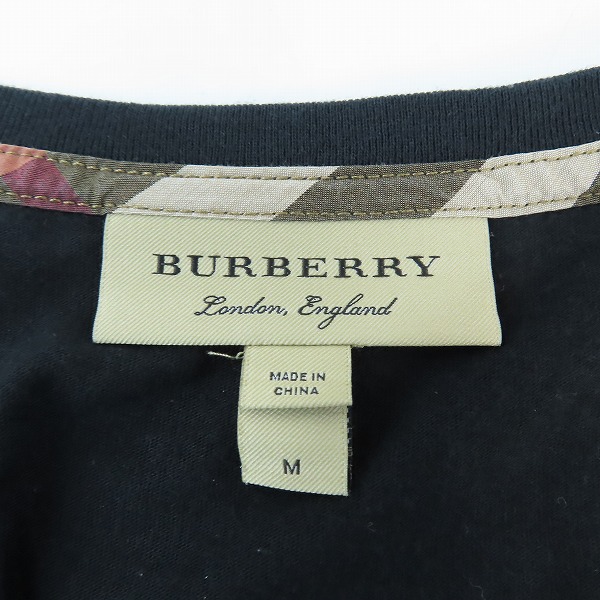 BURBERRY
London, England
MADE IN
CHINA
M